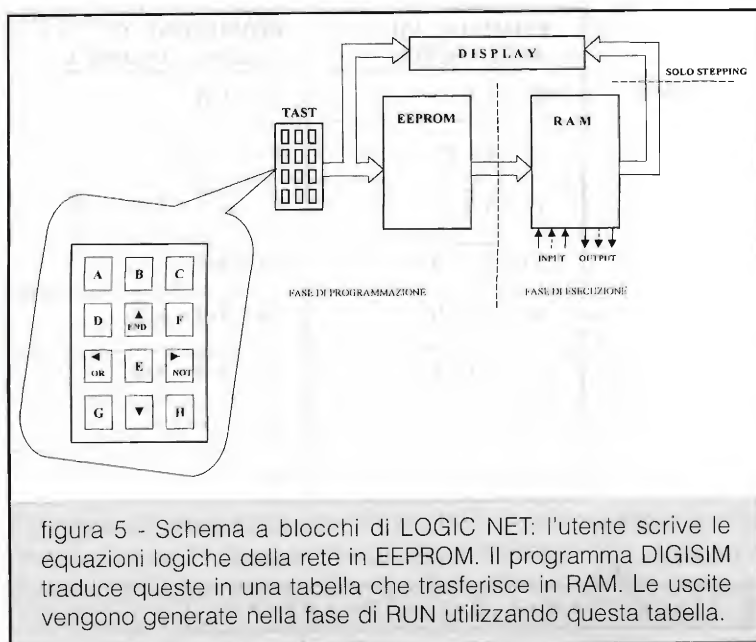 DISPLAY
SOLO STEPPING
TAST
EEPROM
RAM
INPUT OUTPUT
FASE DI PROGRAMMAZIONE
FASE DI ESECUZIONE
A B C
D ▲ END F
◄ OR E ► NOT
G ▼ H
figura 5 - Schema a blocchi di LOGIC NET: l'utente scrive le
equazioni logiche della rete in EEPROM. Il programma DIGISIM
traduce queste in una tabella che trasferisce in RAM. Le uscite
vengono generate nella fase di RUN utilizzando questa tabella.